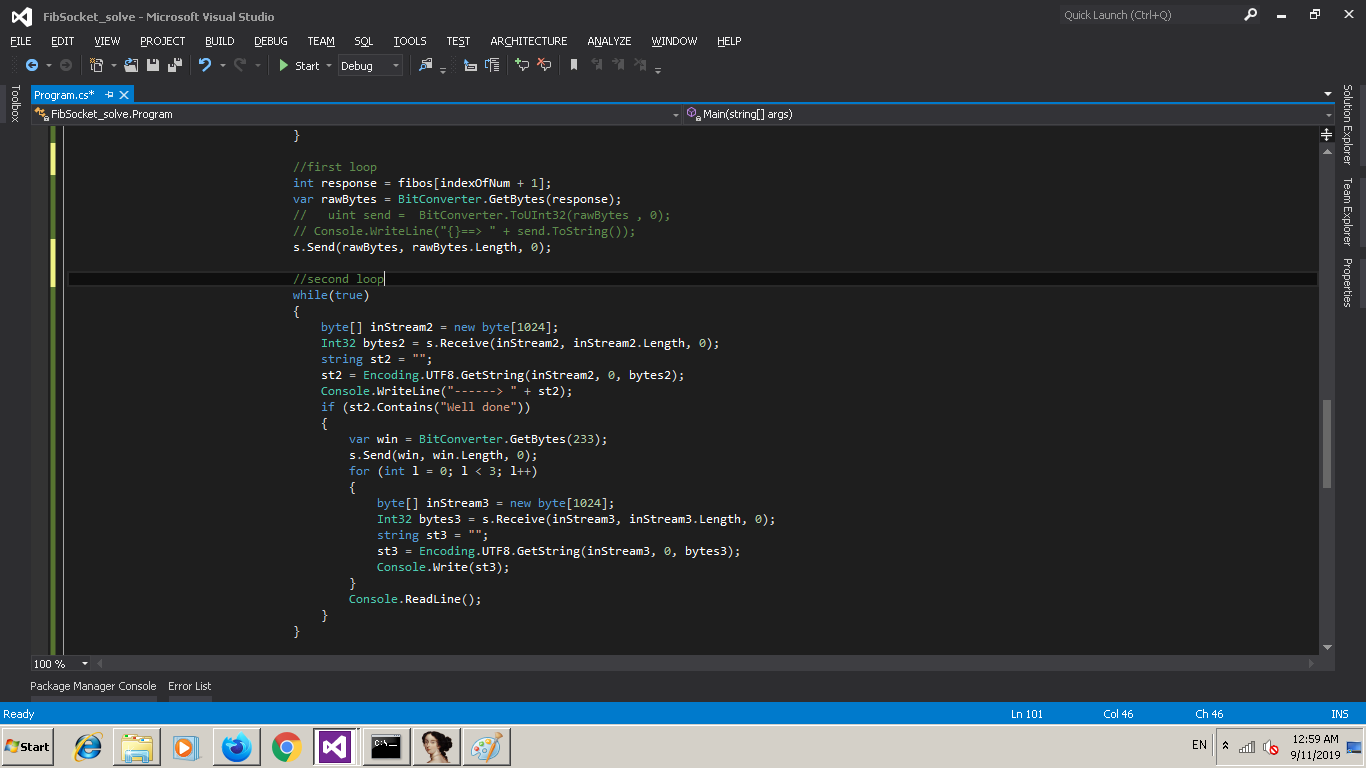 FibSocket_solve - Microsoft Visual Studio
Quick Launch (Ctrl+Q)
FILE EDIT VIEW PROJECT BUILD DEBUG TEAM SQL TOOLS TEST ARCHITECTURE ANALYZE WINDOW HELP
Start Debug
Toolbox
Program.cs*
FibSocket_solve.Program
Main(string[] args)
}
//first loop
int response = fibos[indexOfNum + 1];
var rawBytes = BitConverter.GetBytes(response);
//   uint send =  BitConverter.ToUInt32(rawBytes , 0);
// Console.WriteLine("{}==> " + send.ToString());
s.Send(rawBytes, rawBytes.Length, 0);
//second loop
while(true)
{
byte[] inStream2 = new byte[1024];
Int32 bytes2 = s.Receive(inStream2, inStream2.Length, 0);
string st2 = "";
st2 = Encoding.UTF8.GetString(inStream2, 0, bytes2);
Console.WriteLine("------> " + st2);
if (st2.Contains("Well done"))
{
var win = BitConverter.GetBytes(233);
s.Send(win, win.Length, 0);
for (int l = 0; l < 3; l++)
{
byte[] inStream3 = new byte[1024];
Int32 bytes3 = s.Receive(inStream3, inStream3.Length, 0);
string st3 = "";
st3 = Encoding.UTF8.GetString(inStream3, 0, bytes3);
Console.Write(st3);
}
Console.ReadLine();
}
}
Solution Explorer
Team Explorer
Properties
100 %
Package Manager Console Error List
Ready
Ln 101 Col 46 Ch 46 INS
Start
C:\
EN
12:59 AM
9/11/2019